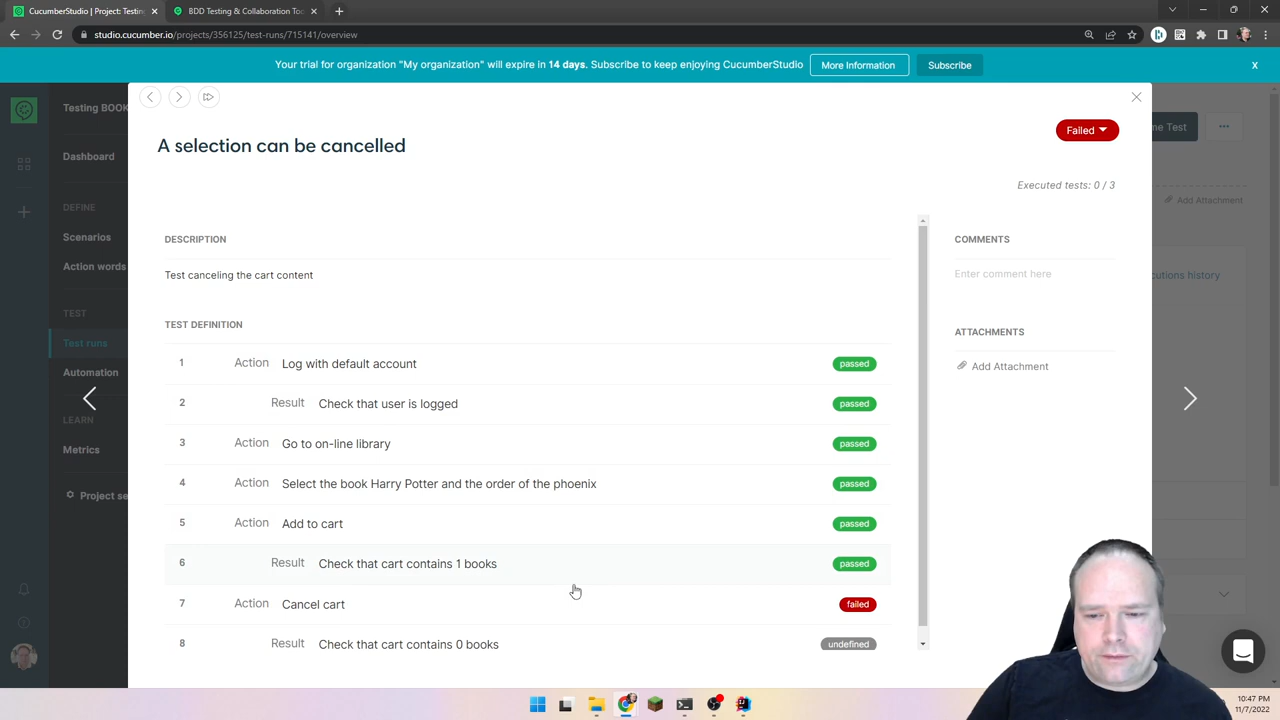 CucumberStudio | Project: Testing
BDD Testing & Collaboration Too
studio.cucumber.io/projects/356125/test-runs/715141/overview
Your trial for organization "My organization" will expire in 14 days. Subscribe to keep enjoying CucumberStudio
More Information
Subscribe
X
Testing BOOK
Dashboard
DEFINE
Scenarios
Action words
TEST
Test runs
Automation
LEARN
Metrics
Project se
A selection can be cancelled
Failed
me Test
Executed tests: 0 / 3
Add Attachment
cutions history
DESCRIPTION
Test canceling the cart content
TEST DEFINITION
1 Action Log with default account passed
2 Result Check that user is logged passed
3 Action Go to on-line library passed
4 Action Select the book Harry Potter and the order of the phoenix passed
5 Action Add to cart passed
6 Result Check that cart contains 1 books passed
7 Action Cancel cart failed
8 Result Check that cart contains 0 books undefined
COMMENTS
Enter comment here
ATTACHMENTS
Add Attachment
10:47 PM
11/7/2022